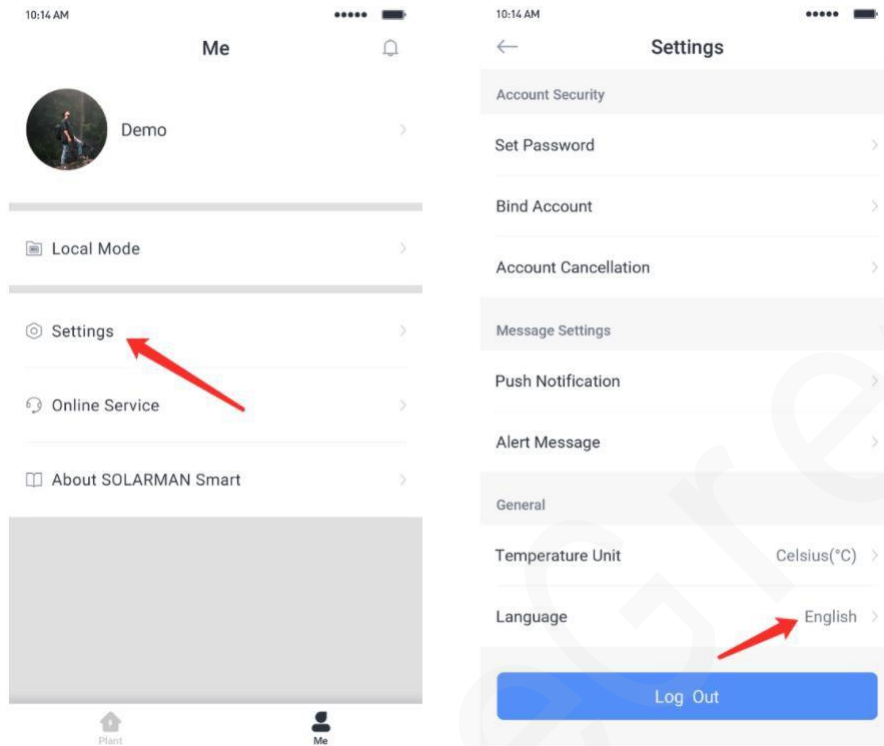 10:14 AM
Me
Demo
Local Mode
Settings
Online Service
About SOLARMAN Smart
Plant
Me
10:14 AM
Settings
Account Security
Set Password
Bind Account
Account Cancellation
Message Settings
Push Notification
Alert Message
General
Temperature Unit Celsius(°C)
Language English
Log Out